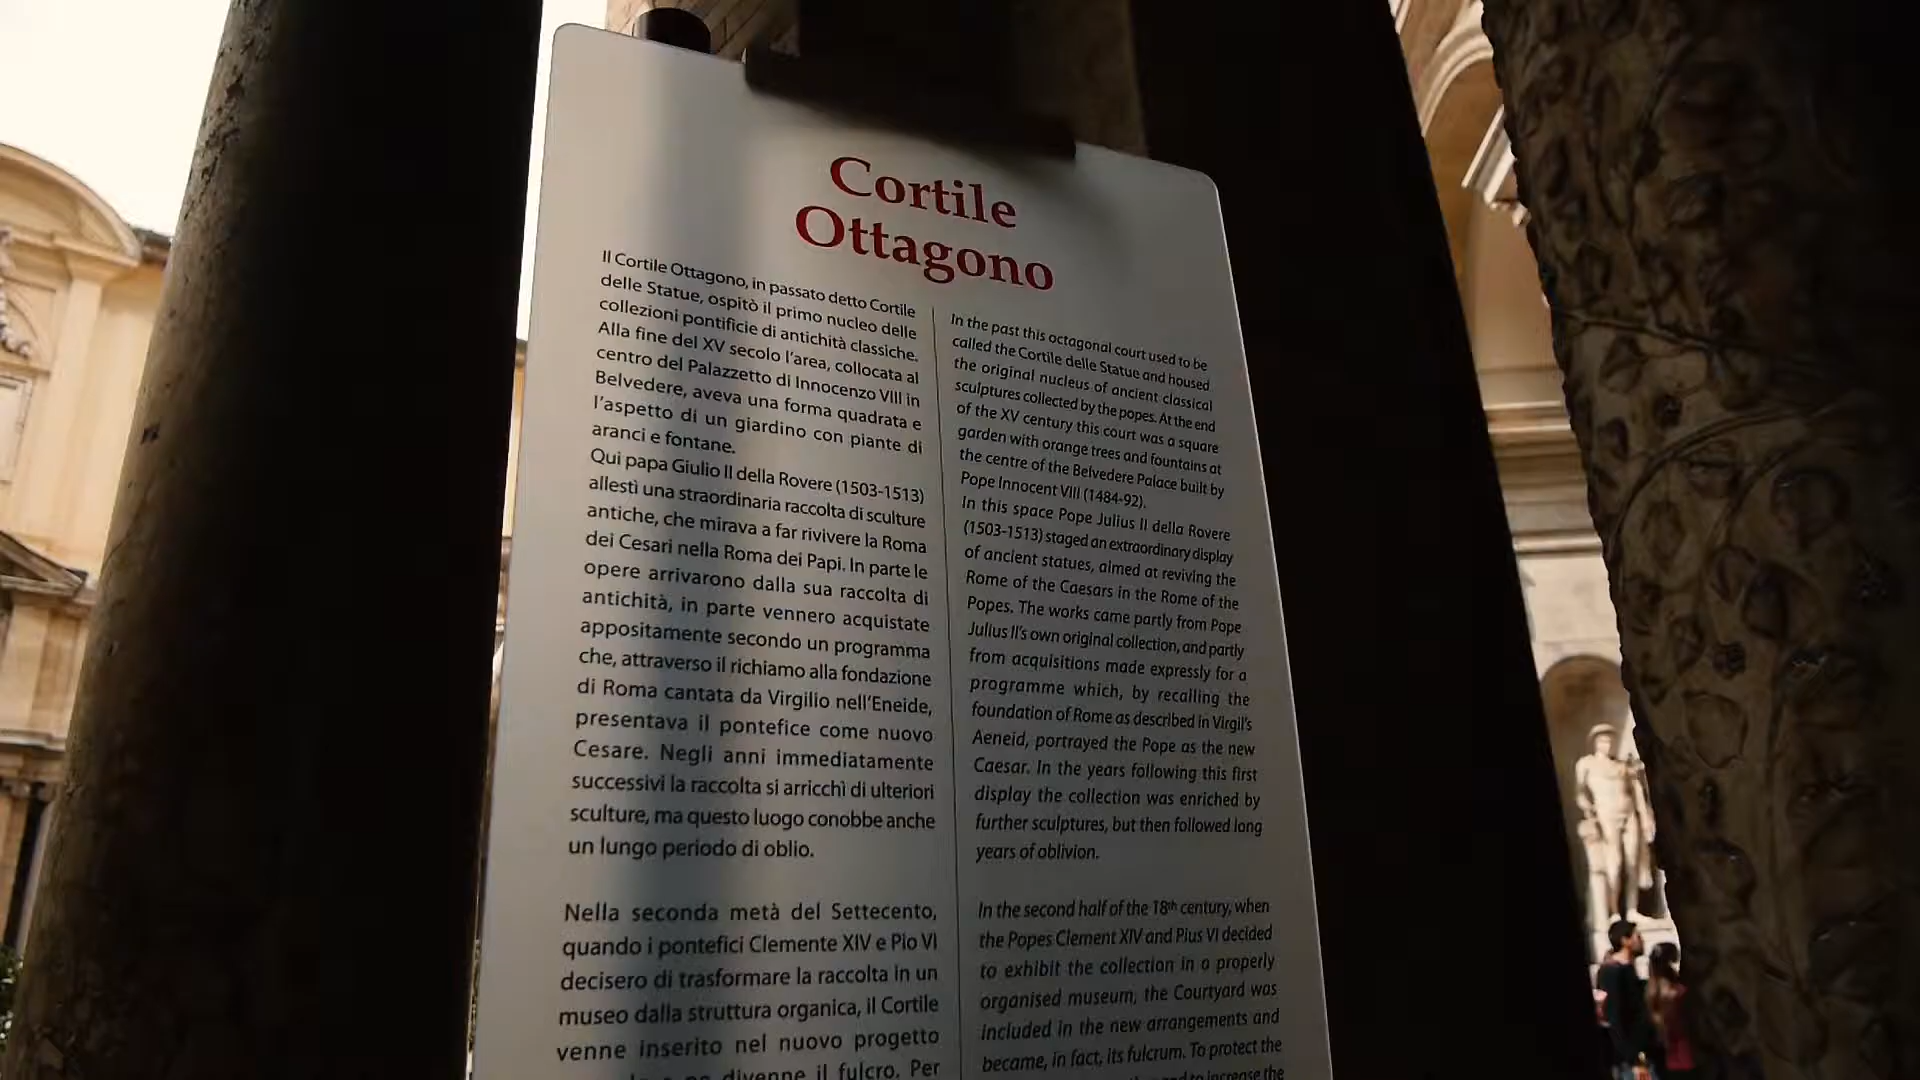 Cortile
Ottagono
Il Cortile Ottagono, in passato detto Cortile
delle Statue, ospitò il primo nucleo delle
collezioni pontificie di antichità classiche.
Alla fine del XV secolo l'area, collocata al
centro del Palazzetto di Innocenzo VIII in
Belvedere, aveva una forma quadrata e
l'aspetto di un giardino con piante di
aranci e fontane.
Qui papa Giulio II della Rovere (1503-1513)
allestì una straordinaria raccolta di sculture
antiche, che mirava a far rivivere la Roma
dei Cesari nella Roma dei Papi. In parte le
opere arrivarono dalla sua raccolta di
antichità, in parte vennero acquistate
appositamente secondo un programma
che, attraverso il richiamo alla fondazione
di Roma cantata da Virgilio nell'Eneide,
presentava il pontefice come nuovo
Cesare. Negli anni immediatamente
successivi la raccolta si arricchì di ulteriori
sculture, ma questo luogo conobbe anche
un lungo periodo di oblio.
Nella seconda metà del Settecento,
quando i pontefici Clemente XIV e Pio VI
decisero di trasformare la raccolta in un
museo dalla struttura organica, il Cortile
venne inserito nel nuovo progetto
divenne il fulcro. Per
In the past this octagonal court used to be
called the Cortile delle Statue and housed
the original nucleus of ancient classical
sculptures collected by the popes. At the end
of the XV century this court was a square
garden with orange trees and fountains at
the centre of the Belvedere Palace built by
Pope Innocent VIII (1484-92).
In this space Pope Julius II della Rovere
(1503-1513) staged an extraordinary display
of ancient statues, aimed at reviving the
Rome of the Caesars in the Rome of the
Popes. The works came partly from Pope
Julius II's own original collection, and partly
from acquisitions made expressly for a
programme which, by recalling the
foundation of Rome as described in Virgil's
Aeneid, portrayed the Pope as the new
Caesar. In the years following this first
display the collection was enriched by
further sculptures, but then followed long
years of oblivion.
In the second half of the 18th century, when
the Popes Clement XIV and Pius VI decided
to exhibit the collection in a properly
organised museum, the Courtyard was
included in the new arrangements and
became, in fact, its fulcrum. To protect the
to increase the